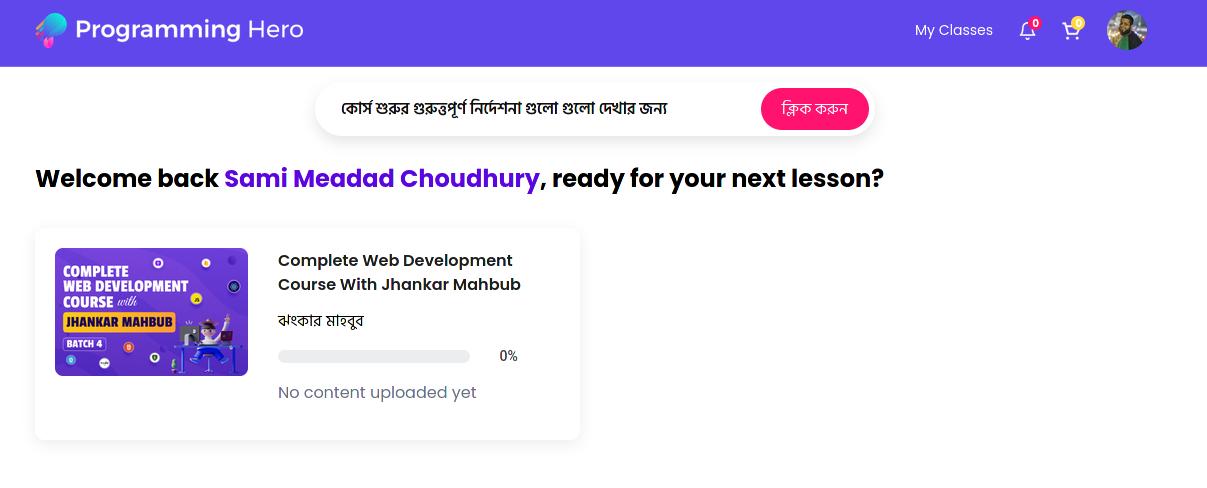 Programming Hero
My Classes
0
0
কোর্স শুরুর গুরুত্বপূর্ণ নির্দেশনা গুলো গুলো দেখার জন্য
ক্লিক করুন
Welcome back Sami Meadad Choudhury, ready for your next lesson?
COMPLETE
WEB DEVELOPMENT
COURSE with
JHANKAR MAHBUB
BATCH 4
Complete Web Development
Course With Jhankar Mahbub
ঝংকার মাহবুব
0%
No content uploaded yet